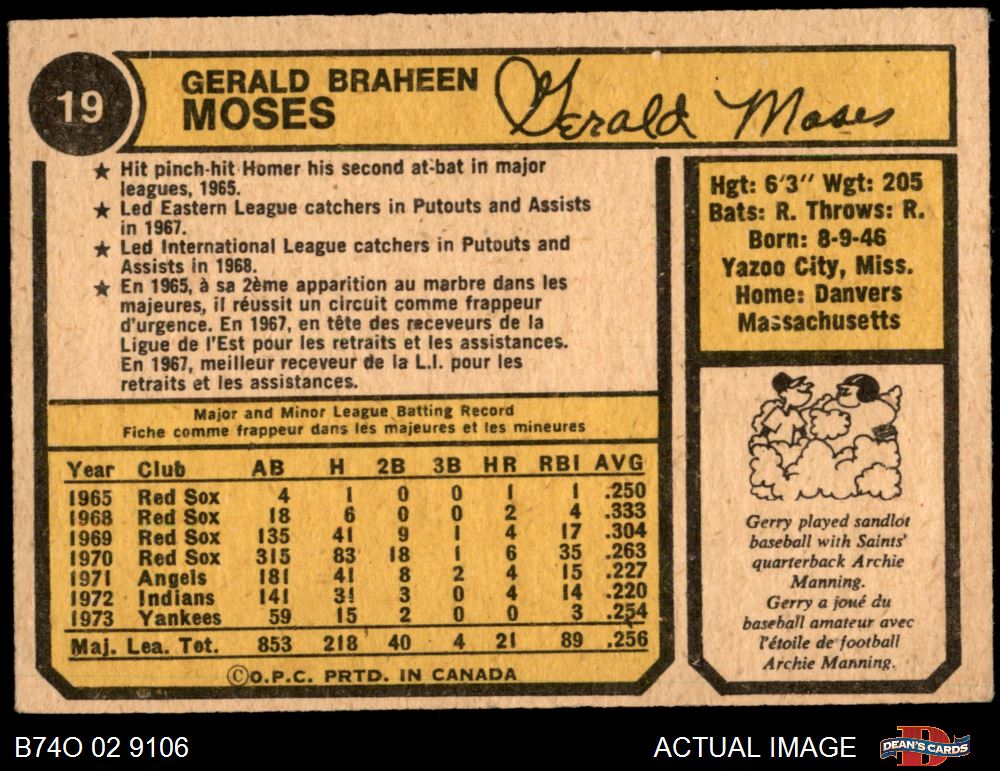 19
GERALD BRAHEEN
MOSES
Gerald Moses
★ Hit pinch-hit Homer his second at-bat in major
leagues, 1965.
★ Led Eastern League catchers in Putouts and Assists
in 1967.
★ Led International League catchers in Putouts and
Assists in 1968.
★ En 1965, à sa 2ème apparition au marbre dans les
majeures, il réussit un circuit comme frappeur
d'urgence. En 1967, en tête des receveurs de la
Ligue de l'Est pour les retraits et les assistances.
En 1967, meilleur receveur de la L.I. pour les
retraits et les assistances.
Hgt: 6'3" Wgt: 205
Bats: R. Throws: R.
Born: 8-9-46
Yazoo City, Miss.
Home: Danvers
Massachusetts
Major and Minor League Batting Record
Fiche comme frappeur dans les majeures et les mineures
Year Club AB H 2B 3B HR RBI AVG
1965 Red Sox 4 1 0 0 1 1 .250
1968 Red Sox 18 6 0 0 2 4 .333
1969 Red Sox 135 41 9 1 4 17 .304
1970 Red Sox 315 83 18 1 6 35 .263
1971 Angels 181 41 8 2 4 15 .227
1972 Indians 141 31 3 0 4 14 .220
1973 Yankees 59 15 2 0 0 3 .254
Maj. Lea. Tot. 853 218 40 4 21 89 .256
©O.P.C. PRTD. IN CANADA
Gerry played sandlot
baseball with Saints'
quarterback Archie
Manning.
Gerry a joué du
baseball amateur avec
l'étoile de football
Archie Manning.
B74O 02 9106
ACTUAL IMAGE
DEAN'S CARDS